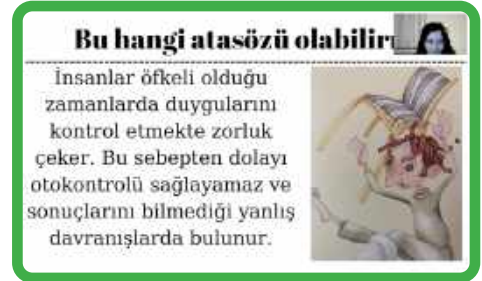 Bu hangi atasözü olabilir
İnsanlar öfkeli olduğu
zamanlarda duygularını
kontrol etmekte zorluk
çeker. Bu sebepten dolayı
otokontrolü sağlayamaz ve
sonuçlarını bilmediği yanlış
davranışlarda bulunur.